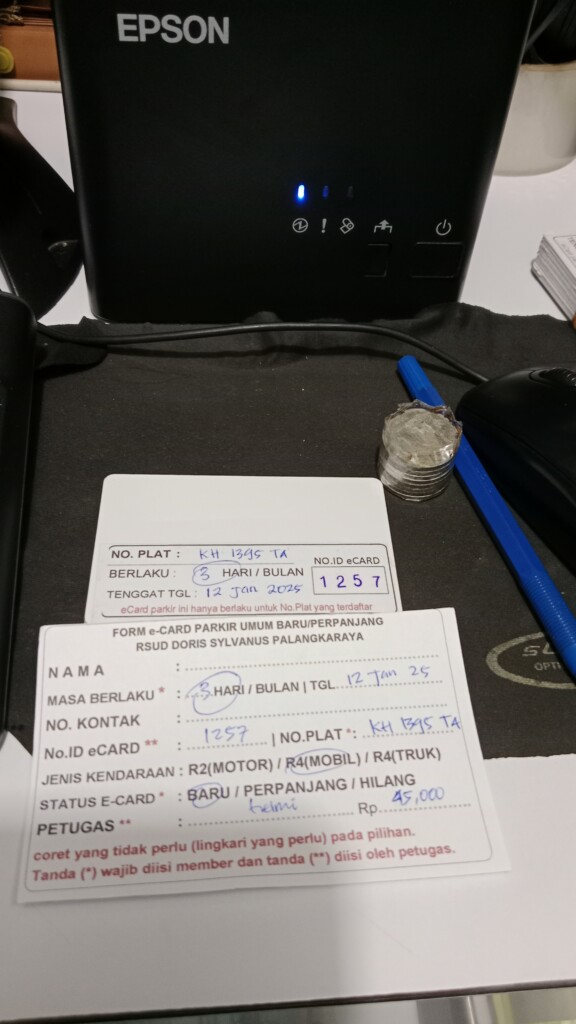 EPSON
NO. PLAT : KH 1395 TA
BERLAKU : 3 HARI / BULAN
NO.ID eCARD
1257
TENGGAT TGL : 12 Jan 2025
eCard parkir ini hanya berlaku untuk No.Plat yang terdaftar
FORM e-CARD PARKIR UMUM BARU/PERPANJANG
RSUD DORIS SYLVANUS PALANGKARAYA
NAMA :
MASA BERLAKU * : 3 HARI / BULAN | TGL. 12 Jan 25
NO. KONTAK :
No.ID eCARD ** : 1257 | NO.PLAT *: KH 1395 TA
JENIS KENDARAAN : R2(MOTOR) / R4(MOBIL) / R4(TRUK)
STATUS E-CARD * : BARU / PERPANJANG / HILANG
PETUGAS ** : helmi Rp. 45,000
coret yang tidak perlu (lingkari yang perlu) pada pilihan.
Tanda (*) wajib diisi member dan tanda (**) diisi oleh petugas.